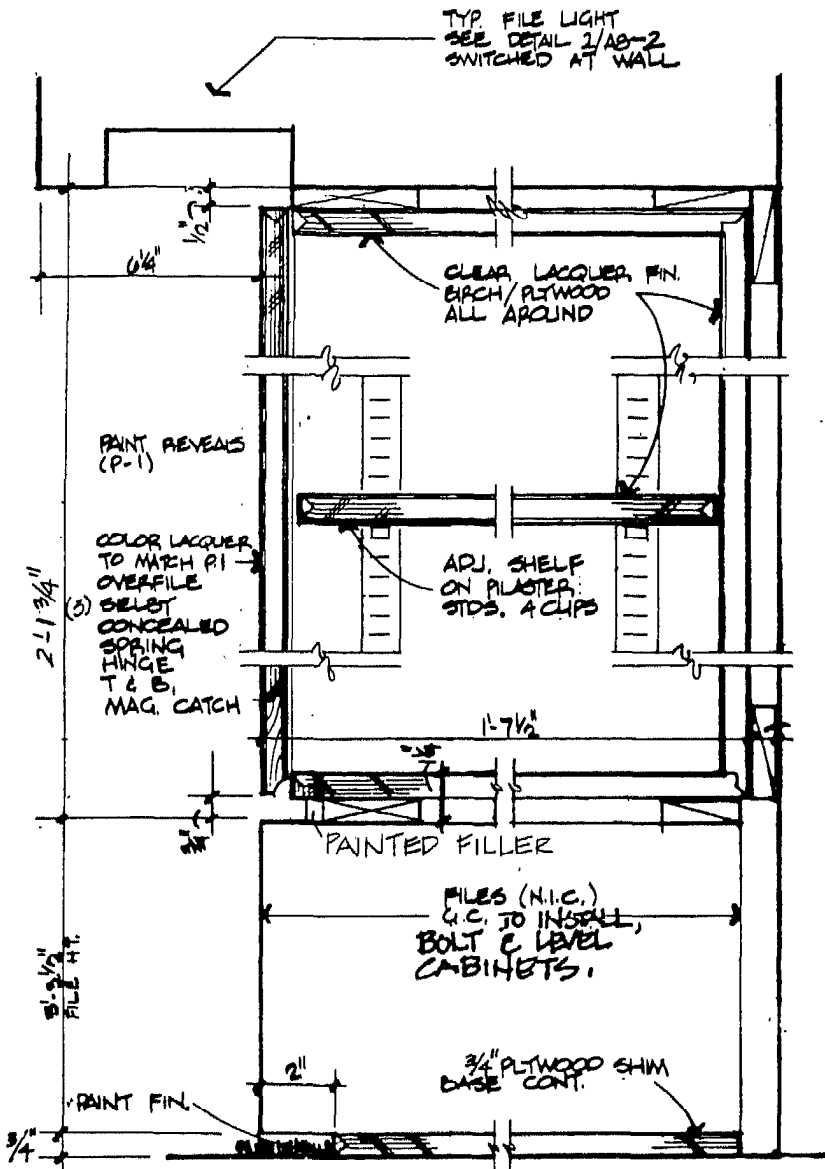 TYP. FILE LIGHT
SEE DETAIL 2/A8-2
SWITCHED AT WALL
1/2"
6 1/4"
CLEAR LACQUER FIN.
BIRCH/PLYWOOD
ALL AROUND
PAINT REVEALS
(P-1)
COLOR LACQUER
TO MATCH P.1
OVERFILE
CONCEALED
SPRING
HINGE
T & B,
MAG. CATCH
2'-1 3/4"
ADJ. SHELF
ON PILASTER
STDS. 4 CLIPS
1'-7 1/2"
3/4"
PAINTED FILLER
FILES (N.I.C.)
G.C. TO INSTALL,
BOLT & LEVEL
CABINETS.
FILE HT.
2"
3/4" PLYWOOD SHIM
BASE CONT.
PAINT FIN.
3/4"